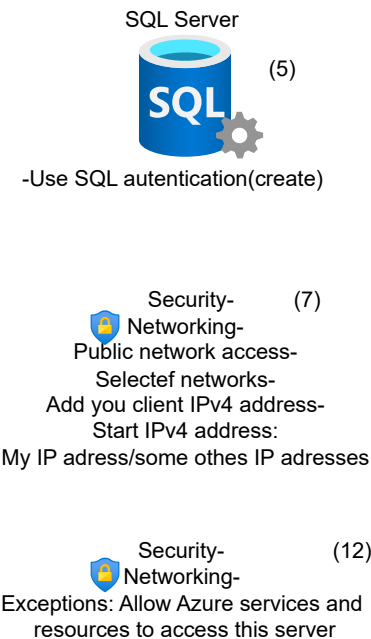 SQL Server
(5)
SQL
-Use SQL autentication(create)
Security- (7)
Networking-
Public network access-
Selectef networks-
Add you client IPv4 address-
Start IPv4 address:
My IP adress/some othes IP adresses
Security- (12)
Networking-
Exceptions: Allow Azure services and
resources to access this server